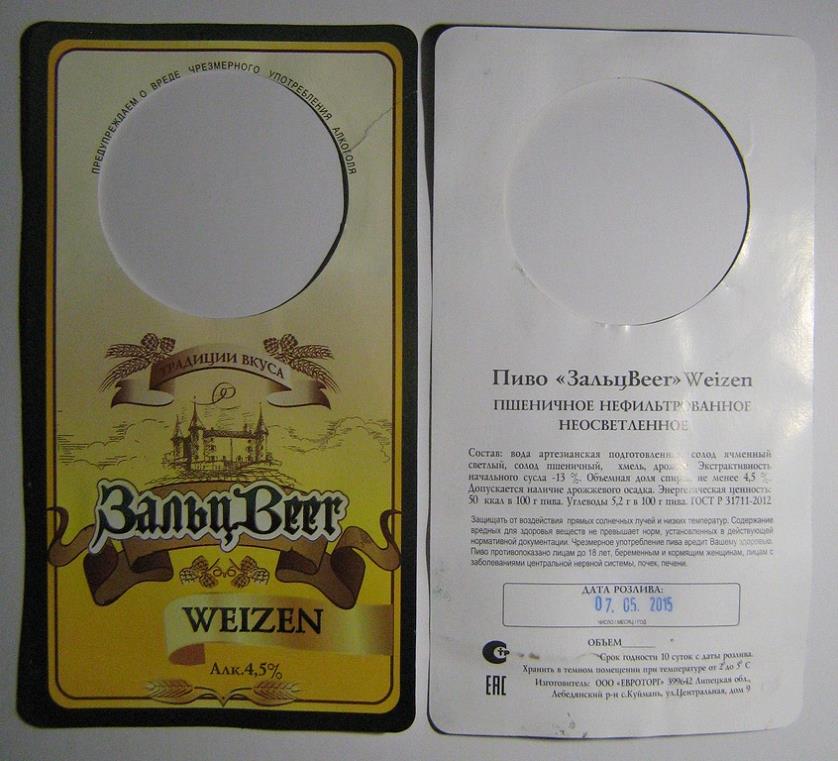 ПРЕДУПРЕЖДАЕМ О ВРЕДЕ ЧРЕЗМЕРНОГО УПОТРЕБЛЕНИЯ АЛКОГОЛЯ
ТРАДИЦИИ ВКУСА
ЗальцBeer
WEIZEN
Алк.4,5%
Пиво «ЗальцBeer» Weizen
ПШЕНИЧНОЕ НЕФИЛЬТРОВАННОЕ
НЕОСВЕТЛЕННОЕ
Состав: вода артезианская подготовленная, солод ячменный
светлый, солод пшеничный, хмель, дрожжи. Экстрактивность
начального сусла -13 %. Объемная доля спирта не менее 4,5 %.
Допускается наличие дрожжевого осадка. Энергетическая ценность:
50 ккал в 100 г пива. Углеводы 5,2 г в 100 г пива. ГОСТ Р 31711-2012
Защищать от воздействия прямых солнечных лучей и низких температур. Содержание
вредных для здоровья веществ не превышает норм, установленных в действующей
нормативной документации. Чрезмерное употребление пива вредит Вашему здоровью.
Пиво противопоказано лицам до 18 лет, беременным и кормящим женщинам, лицам с
заболеваниями центральной нервной системы, почек, печени.
ДАТА РОЗЛИВА:
07. 05. 2015
ЧИСЛО / МЕСЯЦ / ГОД
ОБЪЕМ______
Срок годности 10 суток с даты розлива.
Хранить в темном помещении при температуре от 2° до 5° С
Изготовитель: ООО «ЕВРОТОРГ» 399642 Липецкая обл.,
Лебедянский р-н с.Куймань, ул.Центральная, дом 9
ТР
EAC